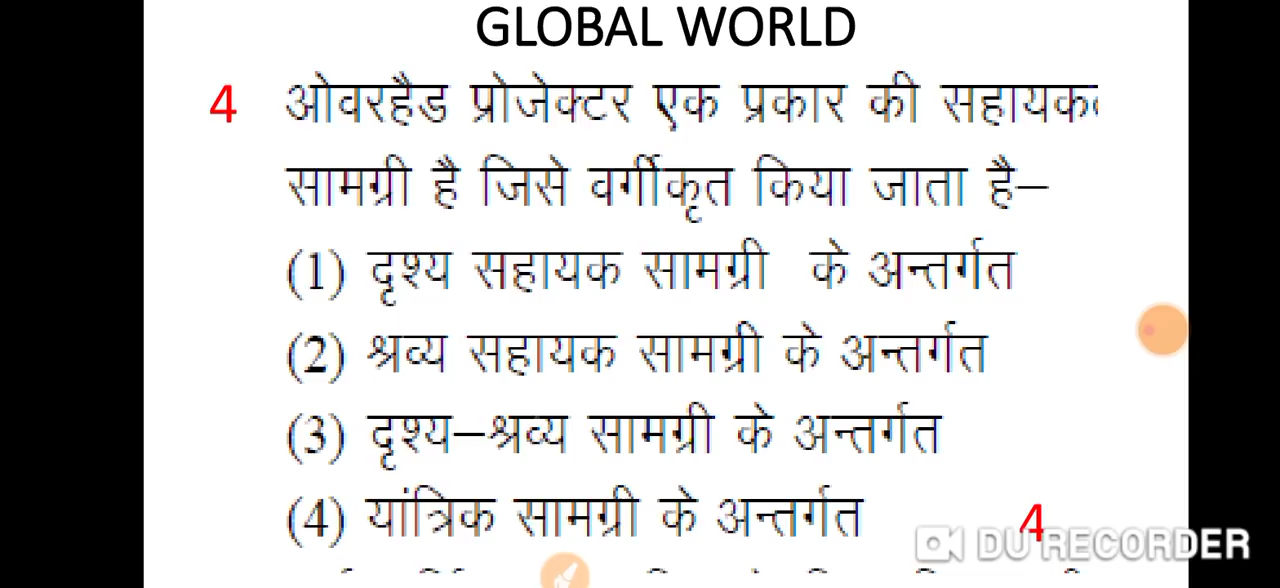 GLOBAL WORLD
4 ओवरहैड प्रोजेक्टर एक प्रकार की सहायक
सामग्री है जिसे वर्गीकृत किया जाता है–
(1) दृश्य सहायक सामग्री के अन्तर्गत
(2) श्रव्य सहायक सामग्री के अन्तर्गत
(3) दृश्य–श्रव्य सामग्री के अन्तर्गत
(4) यांत्रिक सामग्री के अन्तर्गत 4
DU RECORDER